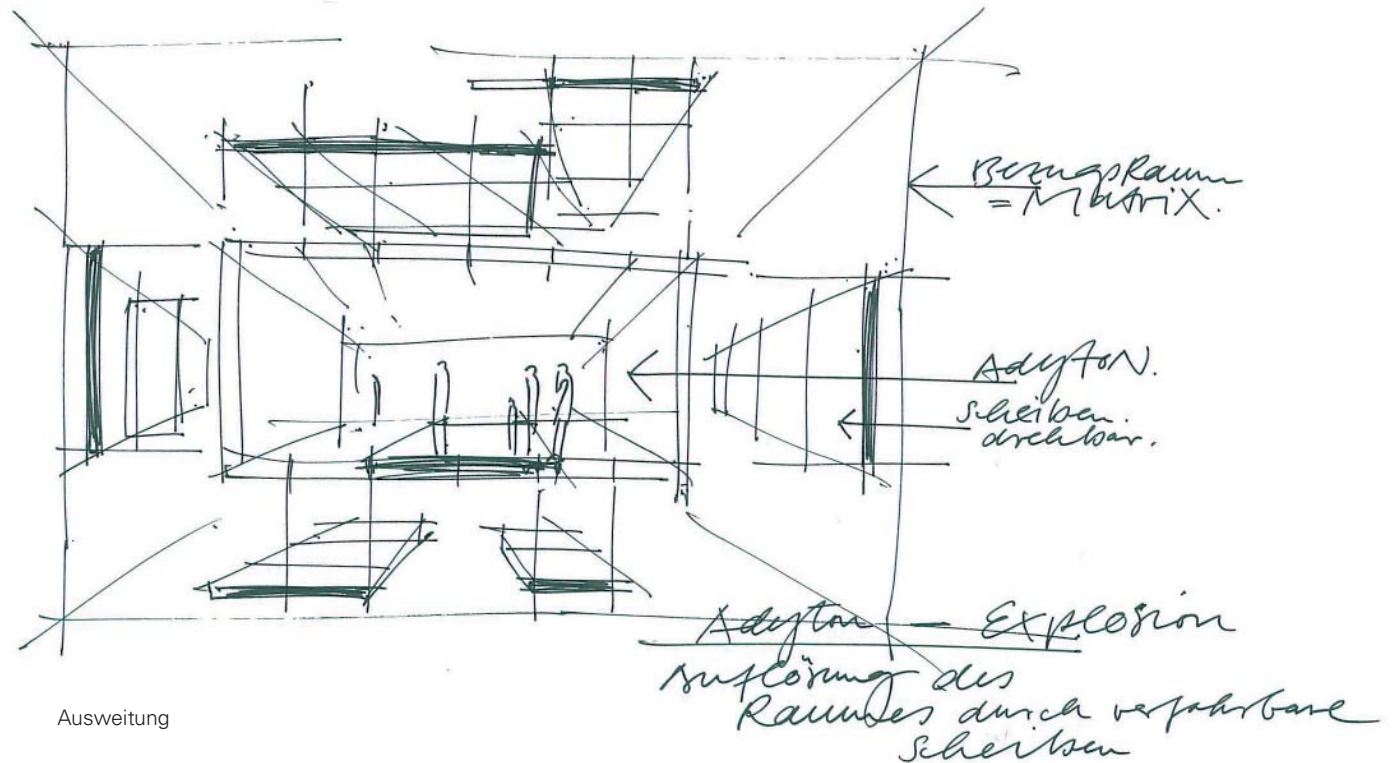 BezugsRaum
= MatriX.
AdytoN.
Scheiben.
drehbar.
Adyton — Explosion
Auflösung des
Raumes durch verfahrbare
Scheiben
Ausweitung